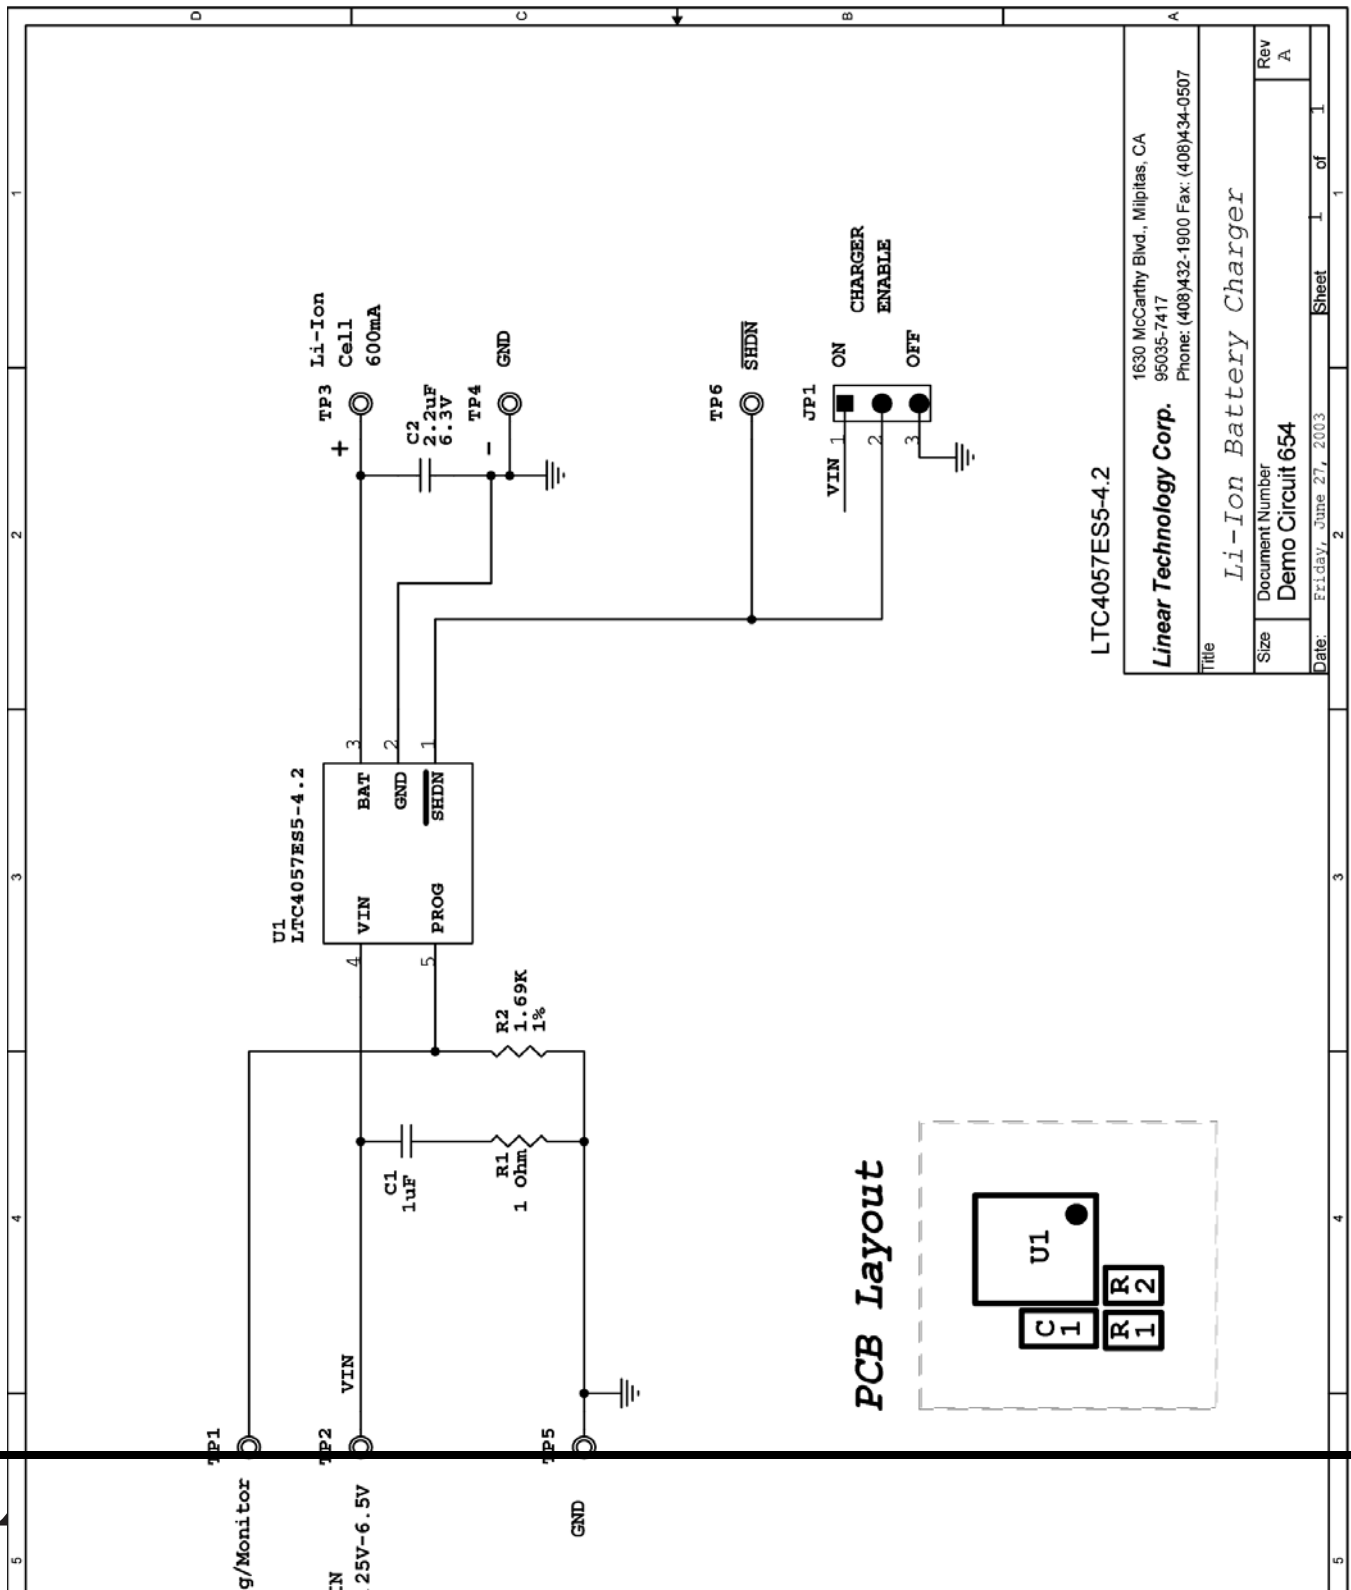 D
C
B
A
1
2
3
4
5
TP1
g/Monitor
TP2
VIN
.25V-6.5V
TP5
GND
C1
1uF
R1
1 Ohm
R2
1.69K
1%
U1
LTC4057ES5-4.2
4
VIN
5
PROG
BAT
3
GND
2
SHDN
1
TP3
Li-Ion
Cell
600mA
+
C2
2.2uF
6.3V
-
TP4
GND
TP6
SHDN
JP1
VIN
1
2
3
ON
OFF
CHARGER
ENABLE
PCB Layout
U1
C1
R1
R2
LTC4057ES5-4.2
Linear Technology Corp.
1630 McCarthy Blvd., Milpitas, CA
95035-7417
Phone: (408)432-1900 Fax: (408)434-0507
Title
Li-Ion Battery Charger
Size
Document Number
Demo Circuit 654
Rev
A
Date:
Friday, June 27, 2003
Sheet 1 of 1
1
2
3
4
5